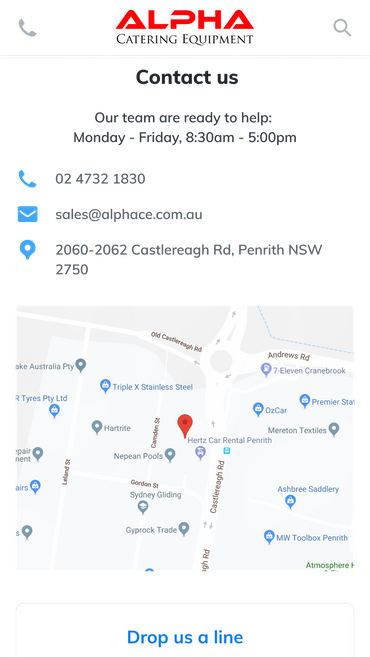 ALPHA
CATERING EQUIPMENT
Contact us
Our team are ready to help:
Monday - Friday, 8:30am - 5:00pm
02 4732 1830
sales@alphace.com.au
2060-2062 Castlereagh Rd, Penrith NSW
2750
Old Castlereagh Rd
Andrews Rd
ake Australia Pty
7-Eleven Cranebrook
Triple X Stainless Steel
R Tyres Pty Ltd
OzCar
Premier Stat
Hartrite
Camden St
Mereton Textiles
Hertz Car Rental Penrith
Nepean Pools
epair
ment
Leland St
Castlereagh Rd
Gordon St
airs
Sydney Gliding
Ashbree Saddlery
Gyprock Trade
s
MW Toolbox Penrith
gh Rd
Atmosphere H
Drop us a line